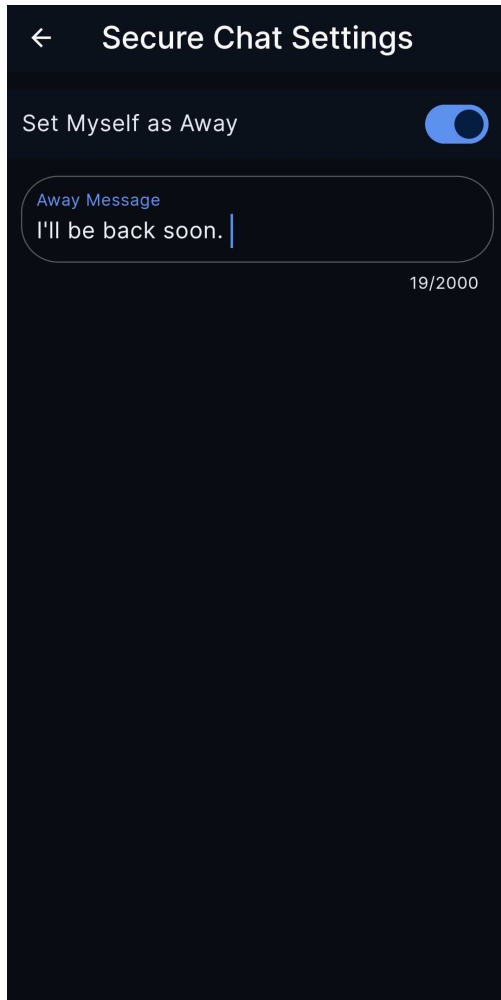 Secure Chat Settings
Set Myself as Away
Away Message
I'll be back soon.
19/2000